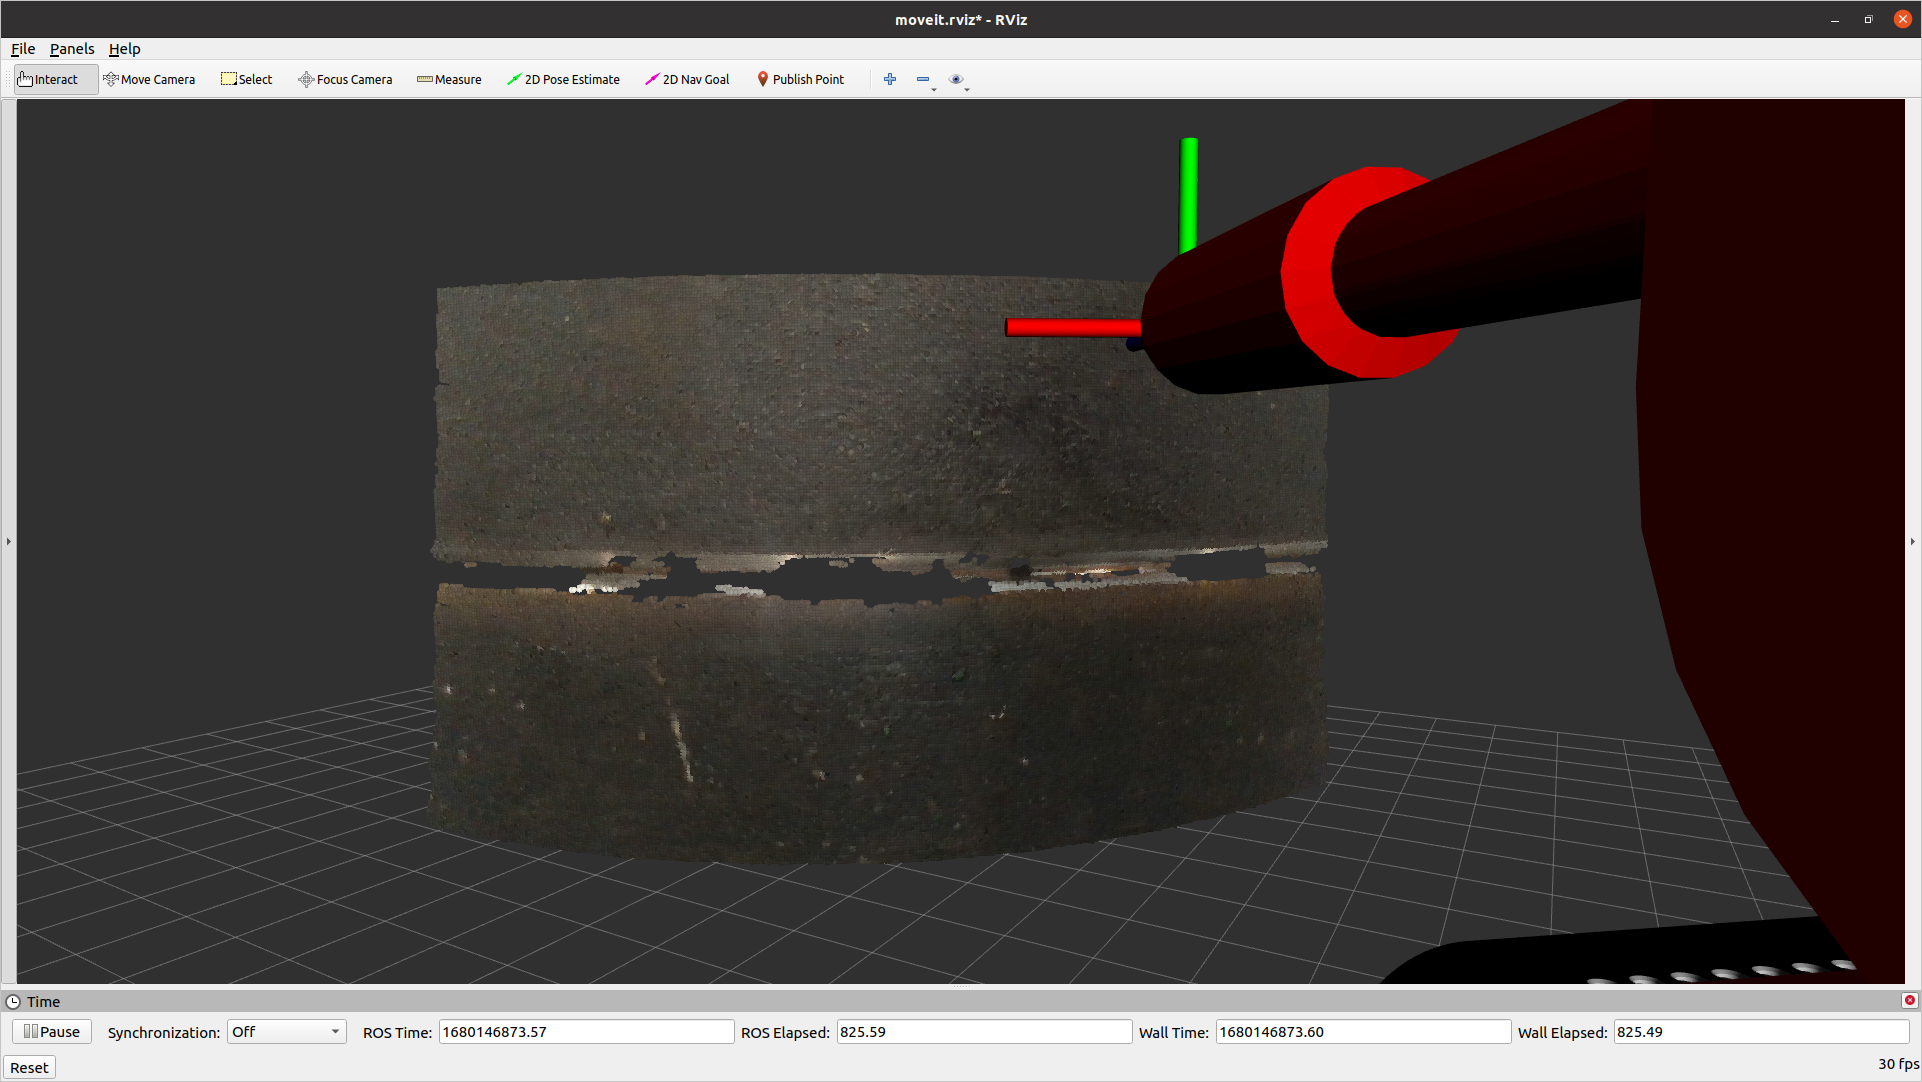 moveit.rviz* - RViz
File Panels Help
Interact Move Camera Select Focus Camera Measure 2D Pose Estimate 2D Nav Goal Publish Point
Time
Pause Synchronization: Off ROS Time: 1680146873.57 ROS Elapsed: 825.59 Wall Time: 1680146873.60 Wall Elapsed: 825.49
Reset 30 fps